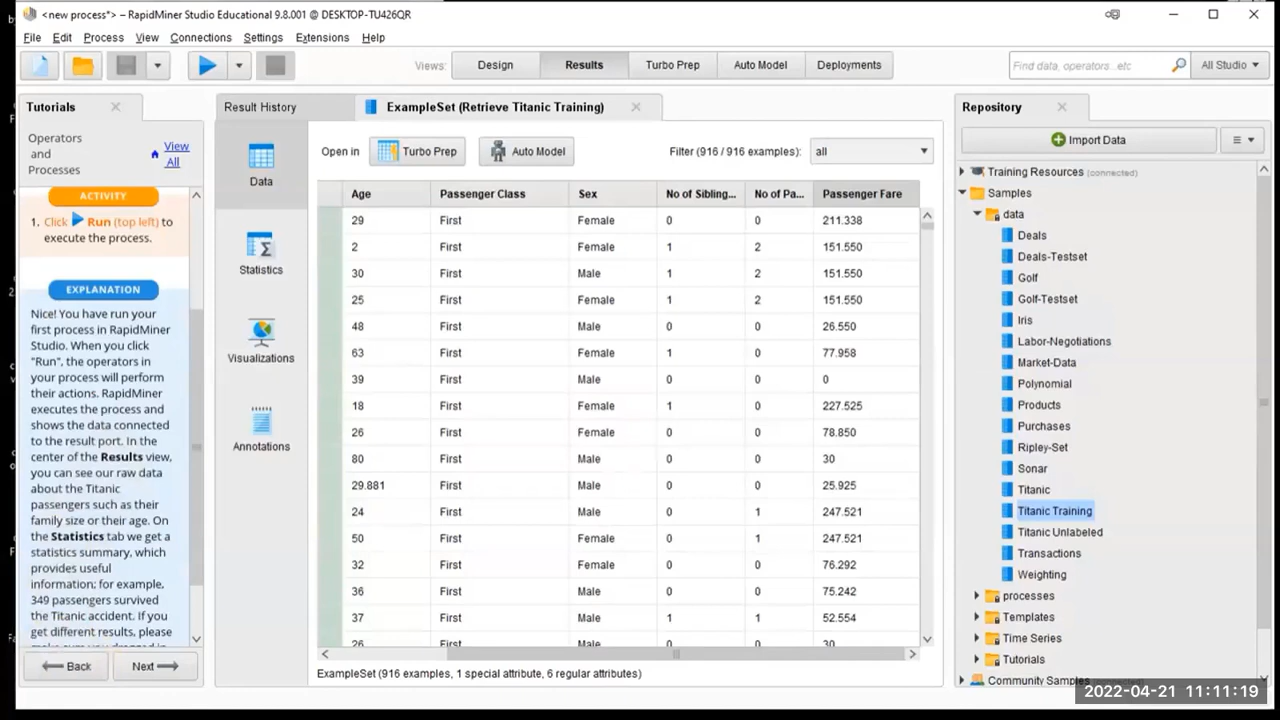 <new process*> – RapidMiner Studio Educational 9.8.001 @ DESKTOP-TU426QR
File Edit Process View Connections Settings Extensions Help
Views: Design Results Turbo Prep Auto Model Deployments
Find data, operators...etc
All Studio
Tutorials
Operators and Processes
View All
ACTIVITY
1. Click Run (top left) to
execute the process.
EXPLANATION
Nice! You have run your
first process in RapidMiner
Studio. When you click
"Run", the operators in
your process will perform
their actions. RapidMiner
executes the process and
shows the data connected
to the result port. In the
center of the Results view,
you can see our raw data
about the Titanic
passengers such as their
family size or their age. On
the Statistics tab we get a
statistics summary, which
provides useful
information; for example,
349 passengers survived
the Titanic accident. If you
get different results, please
Back Next
Result History
ExampleSet (Retrieve Titanic Training)
Data
Statistics
Visualizations
Annotations
Open in Turbo Prep Auto Model Filter (916 / 916 examples): all
Age Passenger Class Sex No of Sibling... No of Pa... Passenger Fare
29 First Female 0 0 211.338
2 First Female 1 2 151.550
30 First Male 1 2 151.550
25 First Female 1 2 151.550
48 First Male 0 0 26.550
63 First Female 1 0 77.958
39 First Male 0 0 0
18 First Female 1 0 227.525
26 First Female 0 0 78.850
80 First Male 0 0 30
29.881 First Male 0 0 25.925
24 First Male 0 1 247.521
50 First Female 0 1 247.521
32 First Female 0 0 76.292
36 First Male 0 0 75.242
37 First Male 1 1 52.554
26 First Male 0 0 30
ExampleSet (916 examples, 1 special attribute, 6 regular attributes)
Repository
Import Data
Training Resources (connected)
Samples
data
Deals
Deals-Testset
Golf
Golf-Testset
Iris
Labor-Negotiations
Market-Data
Polynomial
Products
Purchases
Ripley-Set
Sonar
Titanic
Titanic Training
Titanic Unlabeled
Transactions
Weighting
processes
Templates
Time Series
Tutorials
Community Samples
2022-04-21 11:11:19